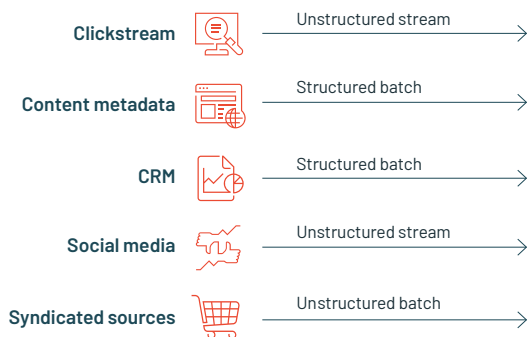 Clickstream
Unstructured stream
Content metadata
Structured batch
CRM
Structured batch
Social media
Unstructured stream
Syndicated sources
Unstructured batch